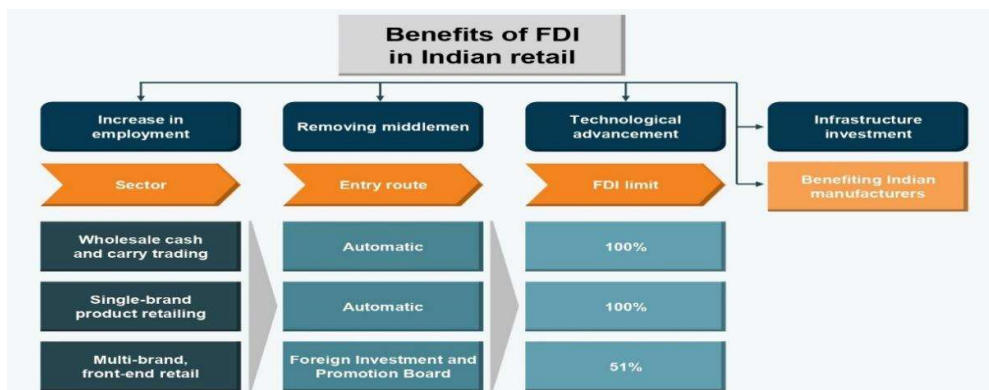 Benefits of FDI
in Indian retail
Increase in
employment
Removing middlemen
Technological
advancement
Infrastructure
investment
Sector
Entry route
FDI limit
Benefiting Indian
manufacturers
Wholesale cash
and carry trading
Automatic
100%
Single-brand
product retailing
Automatic
100%
Multi-brand,
front-end retail
Foreign Investment and
Promotion Board
51%